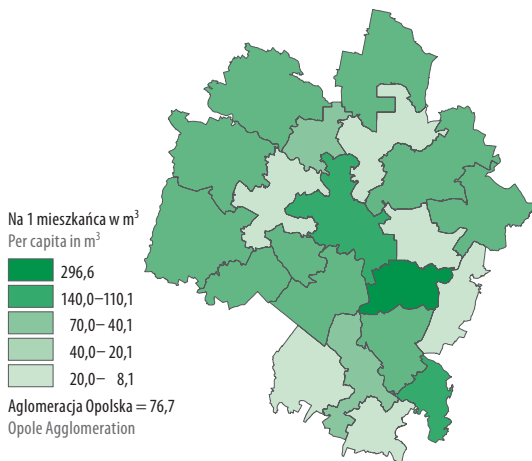 Na 1 mieszkańca w m³
Per capita in m³
296,6
140,0–110,1
70,0– 40,1
40,0– 20,1
20,0– 8,1
Aglomeracja Opolska = 76,7
Opole Agglomeration